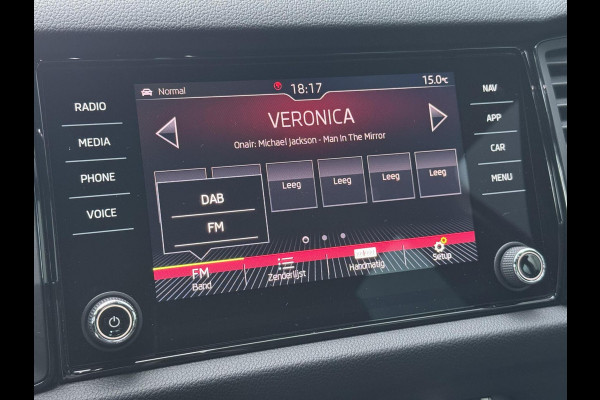 Normal
18:17
15.0°C
RADIO
MEDIA
PHONE
VOICE
NAV
APP
CAR
MENU
VERONICA
Onair: Michael Jackson - Man In The Mirror
Leeg
Leeg
Leeg
Leeg
DAB
FM
FM
Band
Zenderlijst
Handmatig
Setup